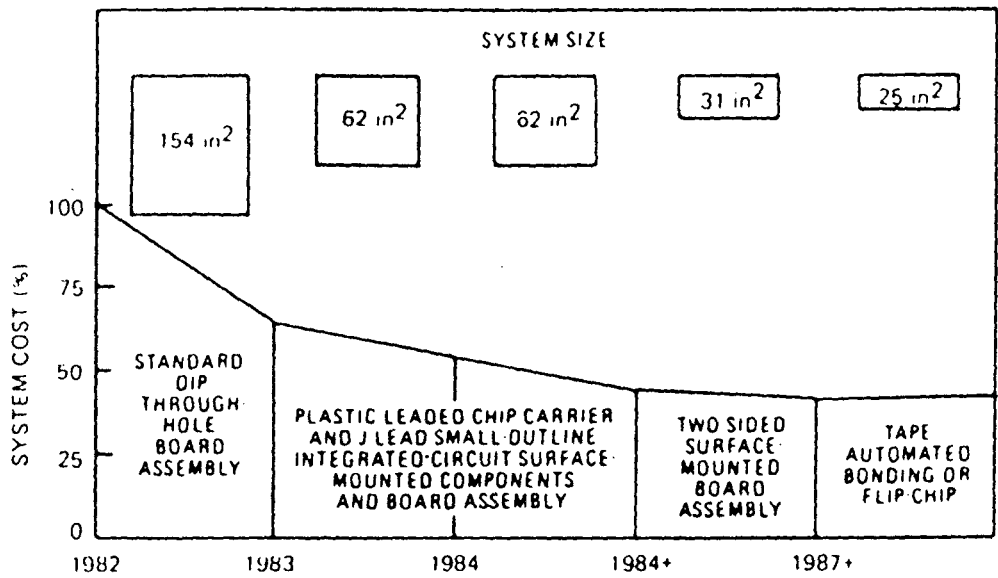 SYSTEM SIZE
154 in2
62 in2
62 in2
31 in2
25 in2
SYSTEM COST (%)
100
75
50
25
0
STANDARD
DIP
THROUGH-
HOLE
BOARD
ASSEMBLY
PLASTIC LEADED CHIP CARRIER
AND J LEAD SMALL-OUTLINE
INTEGRATED-CIRCUIT SURFACE-
MOUNTED COMPONENTS
AND BOARD ASSEMBLY
TWO SIDED
SURFACE-
MOUNTED
BOARD
ASSEMBLY
TAPE
AUTOMATED
BONDING OR
FLIP-CHIP
1982
1983
1984
1984+
1987+